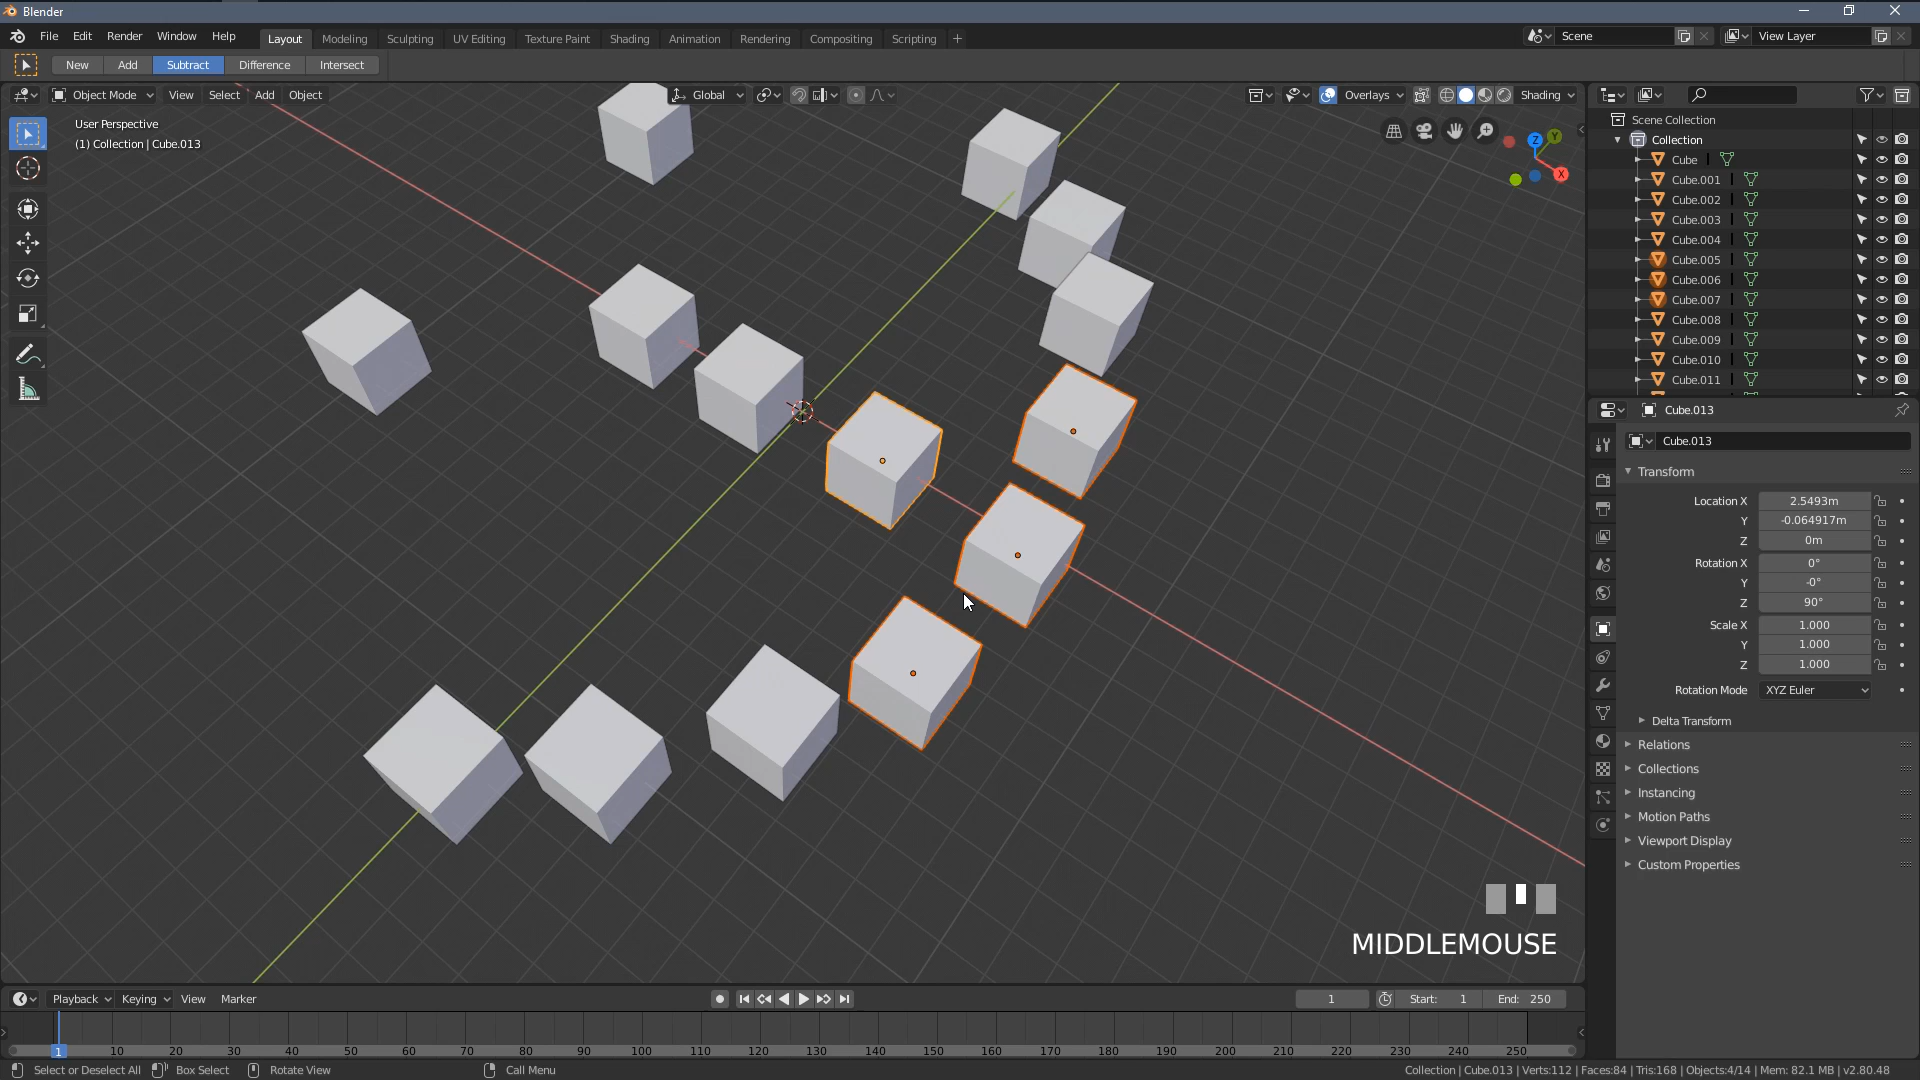 Blender
File Edit Render Window Help Layout Modeling Sculpting UV Editing Texture Paint Shading Animation Rendering Compositing Scripting + Scene View Layer
New Add Subtract Difference Intersect
Object Mode View Select Add Object Global Overlays Shading
User Perspective
(1) Collection | Cube.013
Z Y X
Scene Collection
Collection
Cube
Cube.001
Cube.002
Cube.003
Cube.004
Cube.005
Cube.006
Cube.007
Cube.008
Cube.009
Cube.010
Cube.011
Cube.013
Cube.013
Transform
Location X 2.5493m
Y -0.064917m
Z 0m
Rotation X 0°
Y -0°
Z 90°
Scale X 1.000
Y 1.000
Z 1.000
Rotation Mode XYZ Euler
Delta Transform
Relations
Collections
Instancing
Motion Paths
Viewport Display
Custom Properties
MIDDLEMOUSE
Playback Keying View Marker 1 Start: 1 End: 250
1 10 20 30 40 50 60 70 80 90 100 110 120 130 140 150 160 170 180 190 200 210 220 230 240 250
Select or Deselect All Box Select Rotate View Call Menu Collection | Cube.013 | Verts:112 | Faces:84 | Tris:168 | Objects:4/14 | Mem: 82.1 MB | v2.80.48